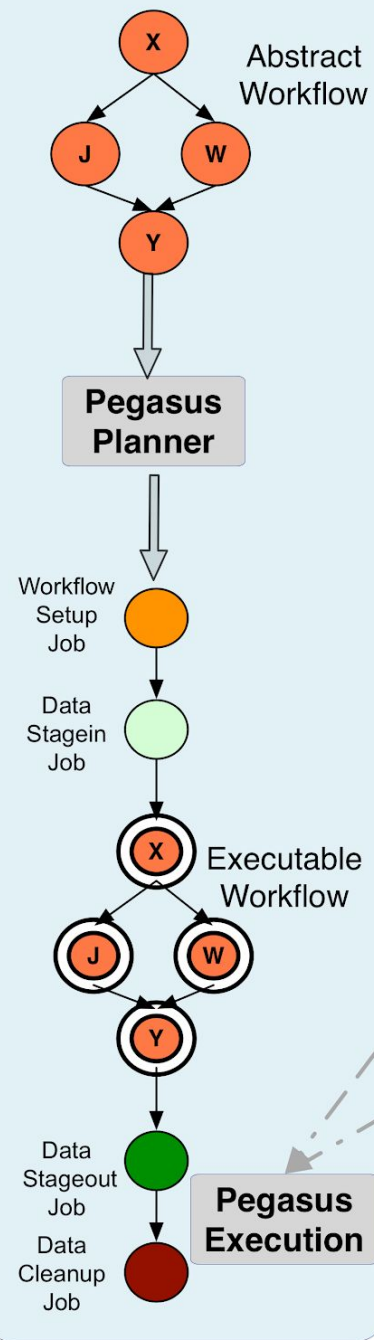 X
Abstract
Workflow
J
W
Y
Pegasus
Planner
Workflow
Setup
Job
Data
Stagein
Job
X
Executable
Workflow
J
W
Y
Data
Stageout
Job
Pegasus
Execution
Data
Cleanup
Job